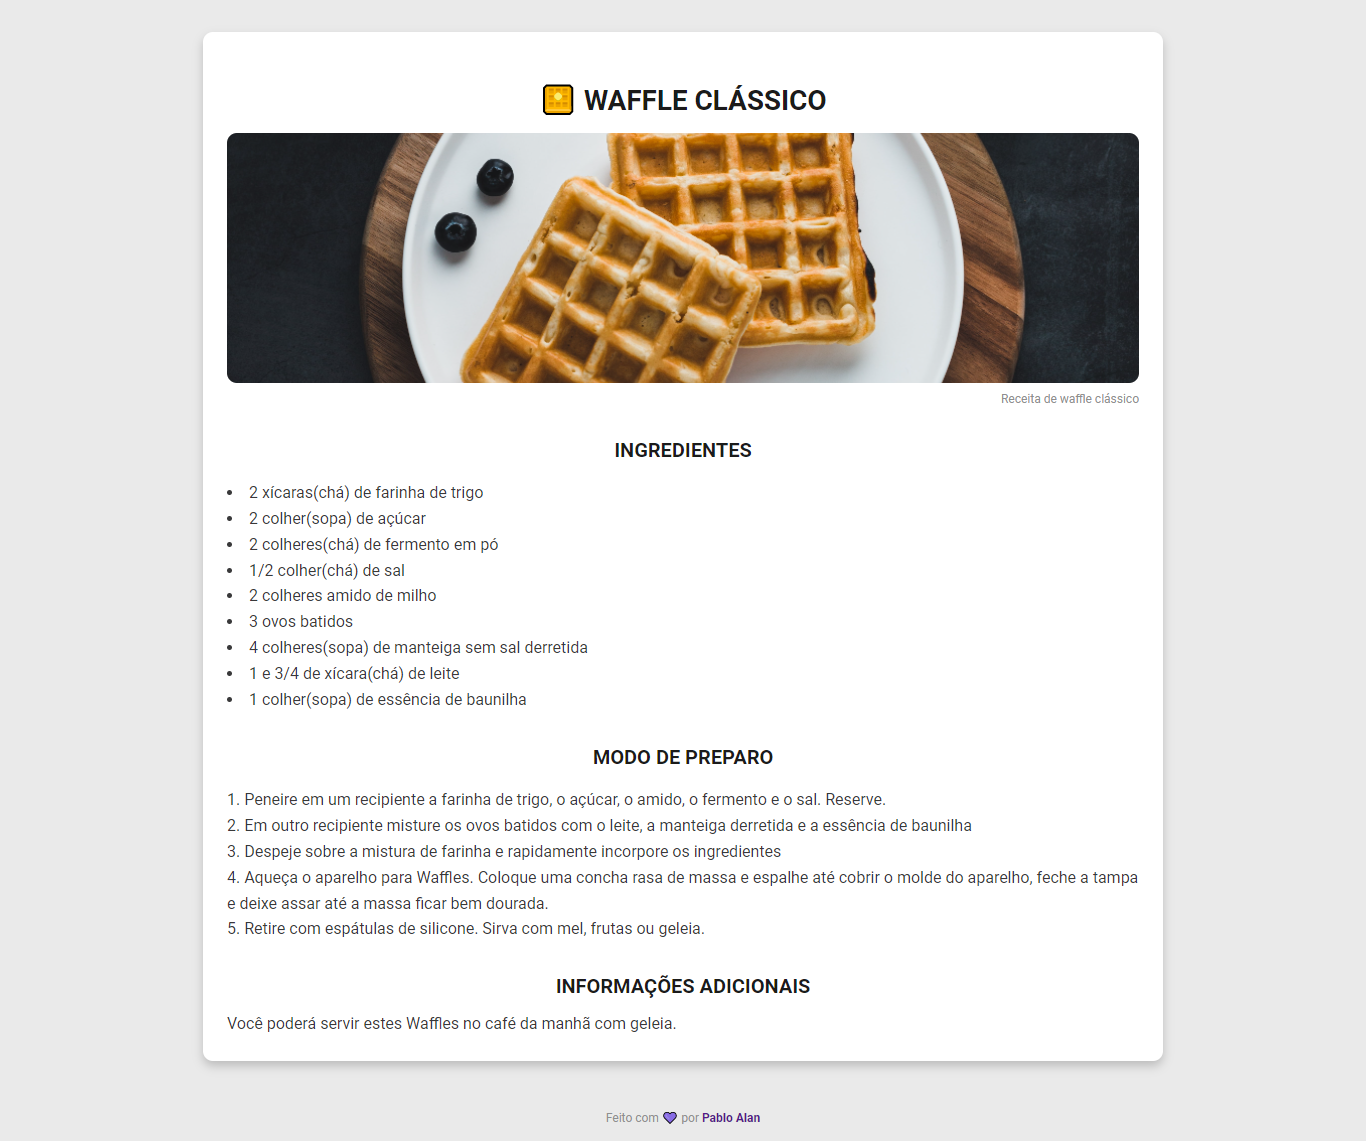 WAFFLE CLÁSSICO
Receita de waffle clássico
INGREDIENTES
• 2 xícaras(chá) de farinha de trigo
• 2 colher(sopa) de açúcar
• 2 colheres(chá) de fermento em pó
• 1/2 colher(chá) de sal
• 2 colheres amido de milho
• 3 ovos batidos
• 4 colheres(sopa) de manteiga sem sal derretida
• 1 e 3/4 de xícara(chá) de leite
• 1 colher(sopa) de essência de baunilha
MODO DE PREPARO
1. Peneire em um recipiente a farinha de trigo, o açúcar, o amido, o fermento e o sal. Reserve.
2. Em outro recipiente misture os ovos batidos com o leite, a manteiga derretida e a essência de baunilha
3. Despeje sobre a mistura de farinha e rapidamente incorpore os ingredientes
4. Aqueça o aparelho para Waffles. Coloque uma concha rasa de massa e espalhe até cobrir o molde do aparelho, feche a tampa
e deixe assar até a massa ficar bem dourada.
5. Retire com espátulas de silicone. Sirva com mel, frutas ou geleia.
INFORMAÇÕES ADICIONAIS
Você poderá servir estes Waffles no café da manhã com geleia.
Feito com 💜 por Pablo Alan